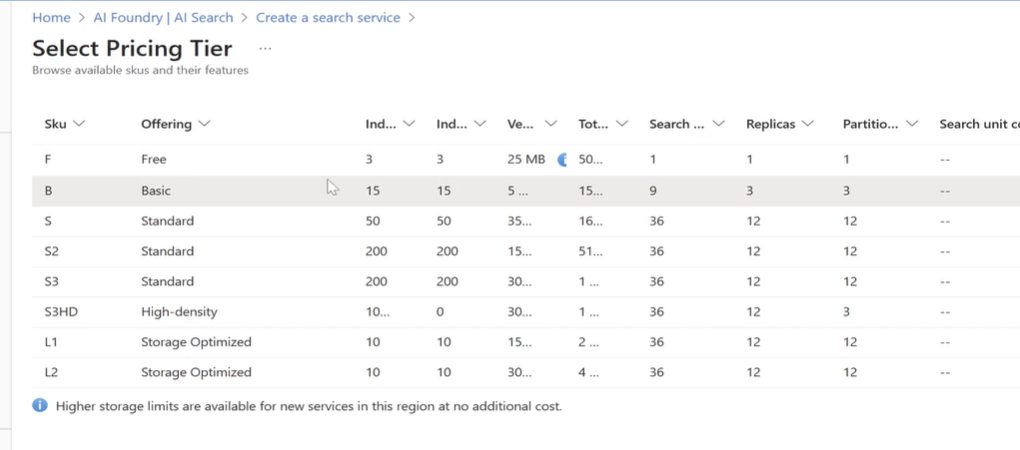 Home > AI Foundry | AI Search > Create a search service >
Select Pricing Tier ...
Browse available skus and their features
Sku Offering Ind... Ind... Ve... Tot... Search ... Replicas Partitio... Search unit co
F Free 3 3 25 MB 50... 1 1 1 --
B Basic 15 15 5 ... 15... 9 3 3 --
S Standard 50 50 35... 16... 36 12 12 --
S2 Standard 200 200 15... 51... 36 12 12 --
S3 Standard 200 200 30... 1 ... 36 12 12 --
S3HD High-density 10... 0 30... 1 ... 36 12 3 --
L1 Storage Optimized 10 10 15... 2 ... 36 12 12 --
L2 Storage Optimized 10 10 30... 4 ... 36 12 12 --
Higher storage limits are available for new services in this region at no additional cost.